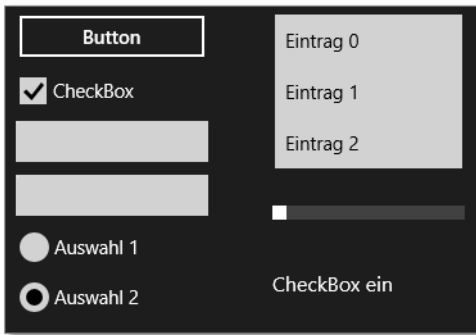 Button
CheckBox
Auswahl 1
Auswahl 2
Eintrag 0
Eintrag 1
Eintrag 2
CheckBox ein